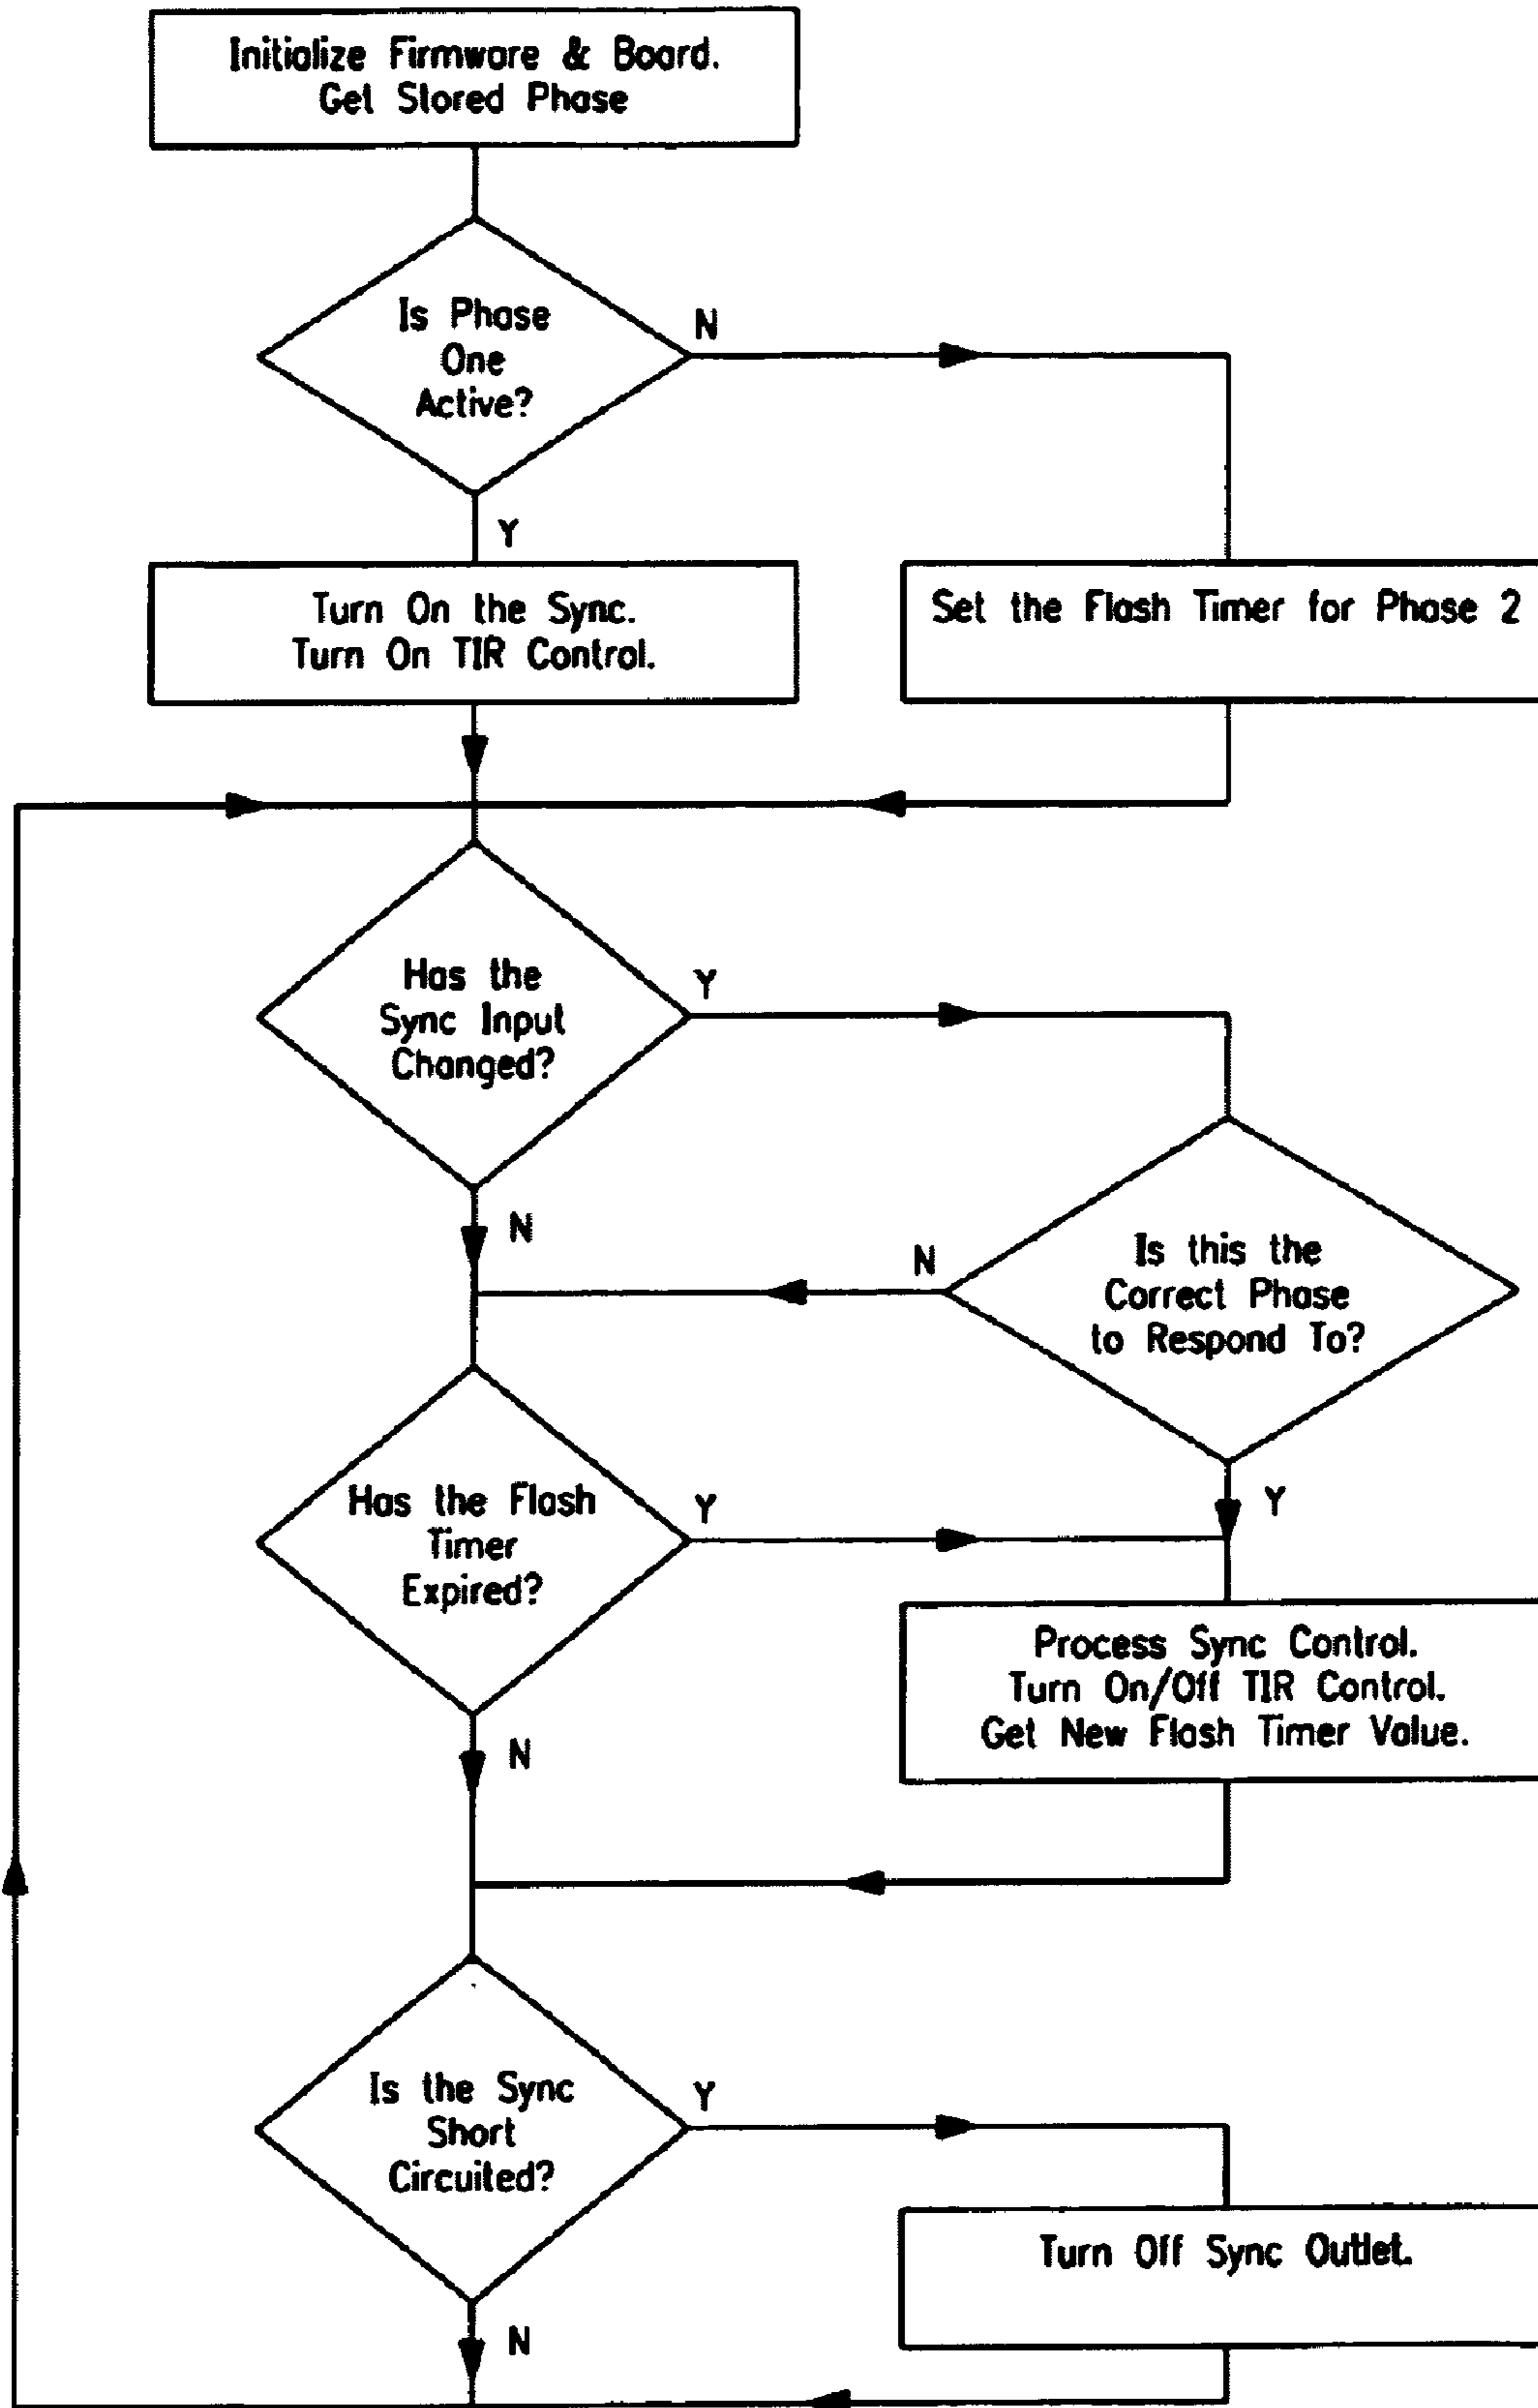 Initialize Firmware & Board.
Get Stored Phase
Is Phase
One
Active?
N
Y
Turn On the Sync.
Turn On TIR Control.
Set the Flash Timer for Phase 2
Has the
Sync Input
Changed?
Y
N
Is this the
Correct Phase
to Respond To?
N
Y
Has the Flash
Timer
Expired?
Y
N
Process Sync Control.
Turn On/Off TIR Control.
Get New Flash Timer Value.
Is the Sync
Short
Circuited?
Y
N
Turn Off Sync Outlet.